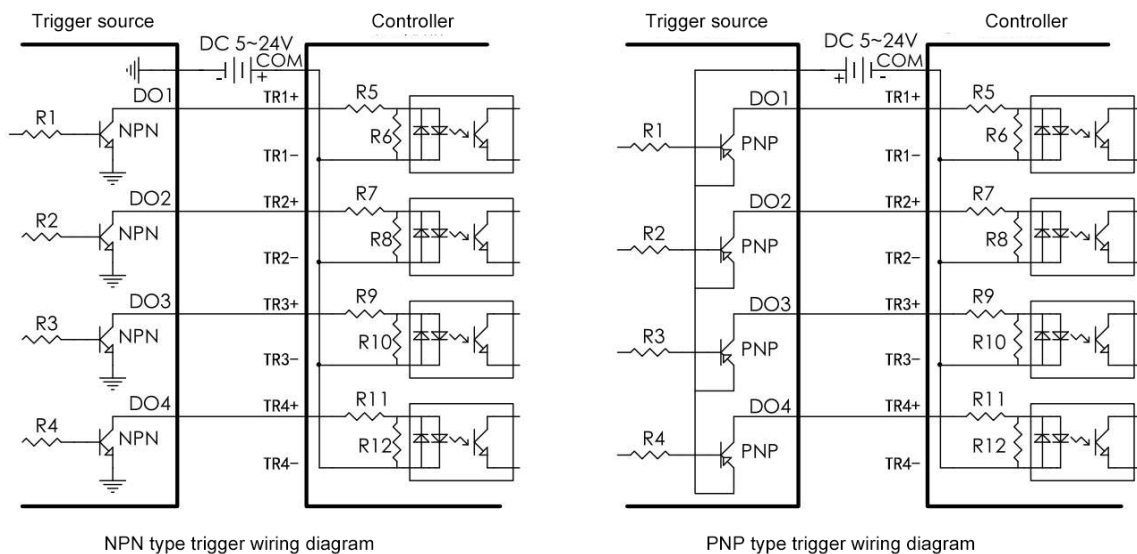 Trigger source
Controller
DC 5~24V
COM
- +
DO1
TR1+
R5
R1
NPN
R6
TR1−
DO2
TR2+
R7
R2
NPN
R8
TR2−
DO3
TR3+
R9
R3
NPN
R10
TR3−
DO4
TR4+
R11
R4
NPN
R12
TR4−
NPN type trigger wiring diagram
Trigger source
Controller
DC 5~24V
COM
+ -
DO1
TR1+
R5
R1
PNP
R6
TR1−
DO2
TR2+
R7
R2
PNP
R8
TR2−
DO3
TR3+
R9
R3
PNP
R10
TR3−
DO4
TR4+
R11
R4
PNP
R12
TR4−
PNP type trigger wiring diagram